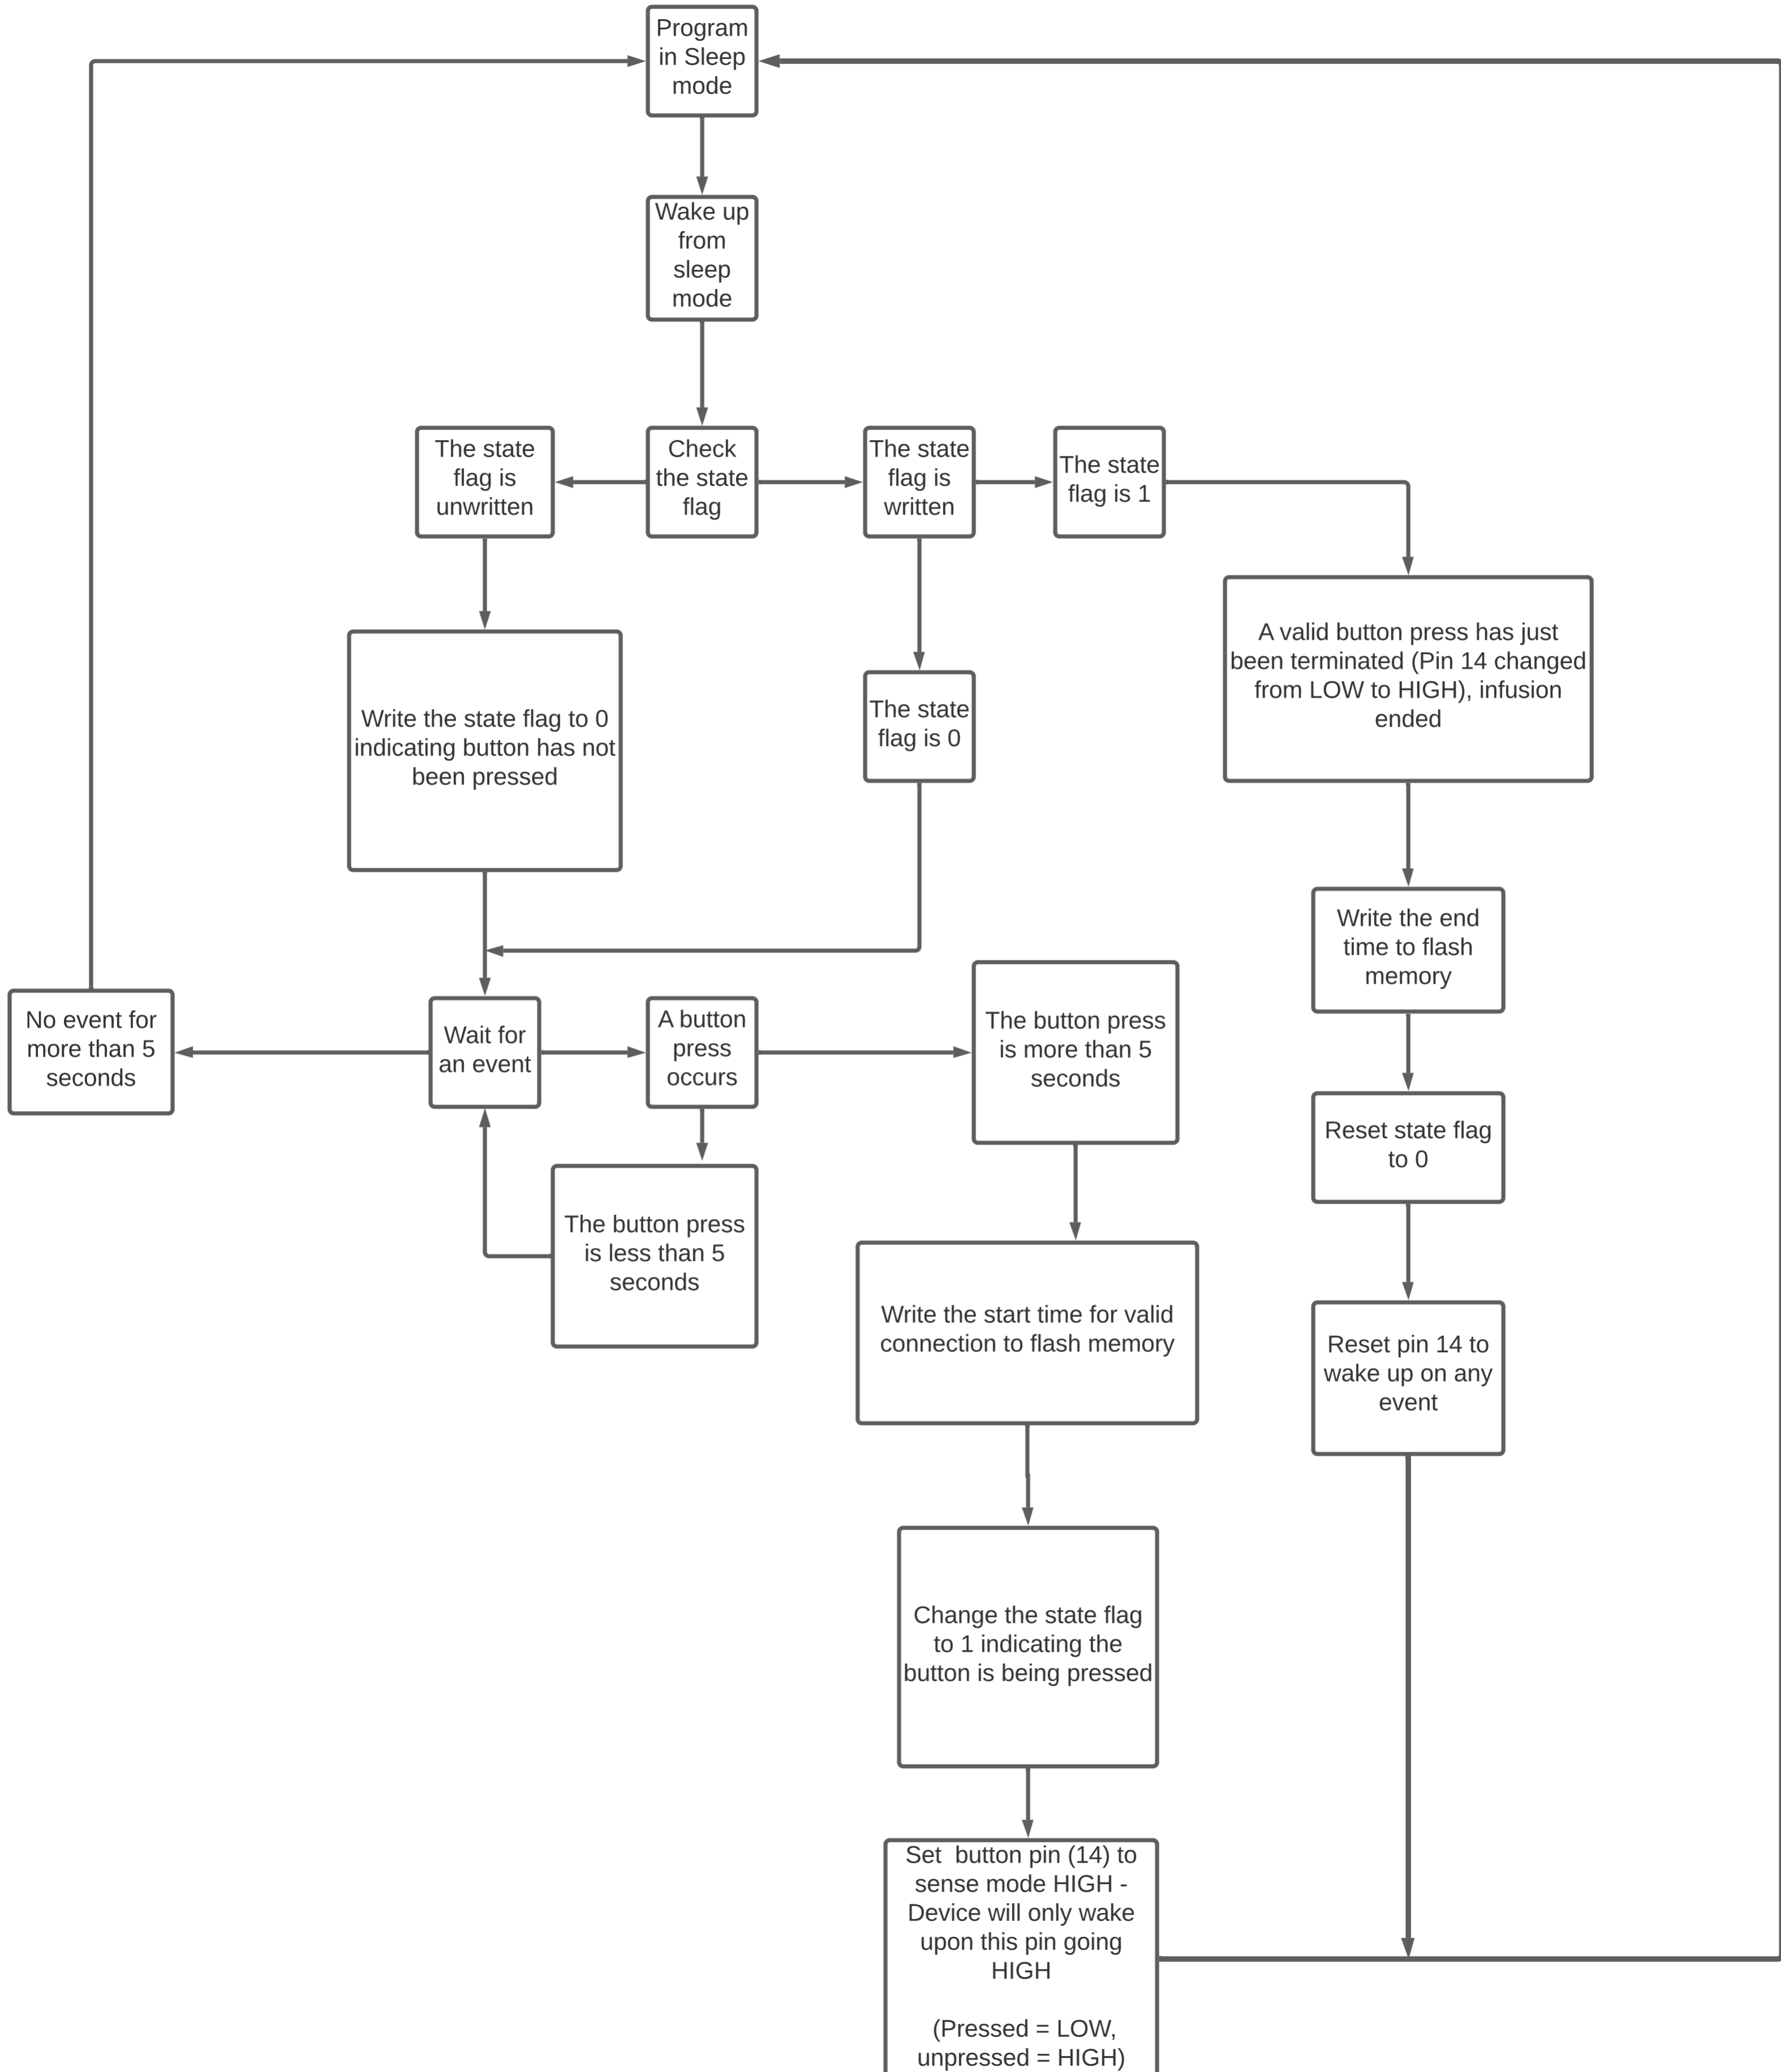 Program
in Sleep
mode
Wake up
from
sleep
mode
The state
flag is
unwritten
Check
the state
flag
The state
flag is
written
The state
flag is 1
A valid button press has just
been terminated (Pin 14 changed
from LOW to HIGH), infusion
ended
Write the state flag to 0
indicating button has not
been pressed
The state
flag is 0
Write the end
time to flash
memory
No event for
more than 5
seconds
Wait for
an event
A button
press
occurs
The button press
is more than 5
seconds
Reset state flag
to 0
The button press
is less than 5
seconds
Write the start time for valid
connection to flash memory
Reset pin 14 to
wake up on any
event
Change the state flag
to 1 indicating the
button is being pressed
Set  button pin (14) to
sense mode HIGH -
Device will only wake
upon this pin going
HIGH
(Pressed = LOW,
unpressed = HIGH)